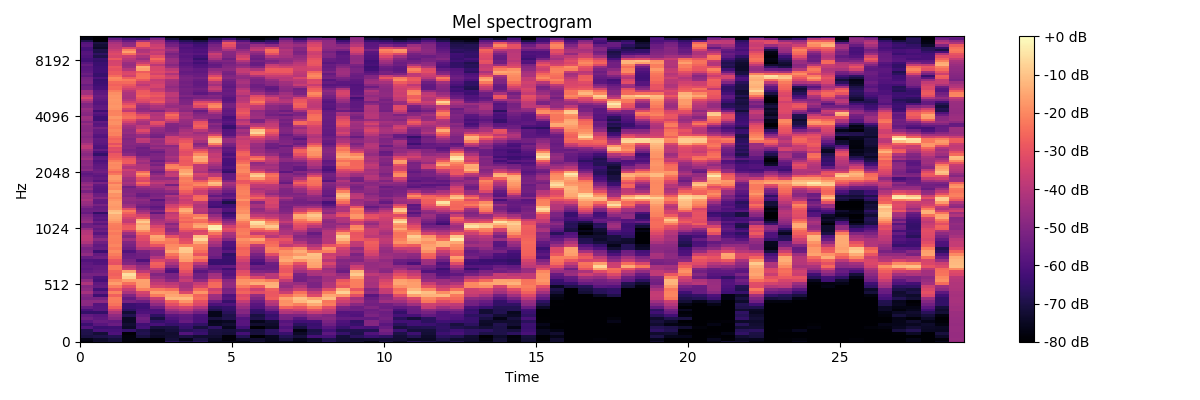 Mel spectrogram
8192
4096
2048
1024
512
0
Hz
0 5 10 15 20 25
Time
+0 dB
-10 dB
-20 dB
-30 dB
-40 dB
-50 dB
-60 dB
-70 dB
-80 dB